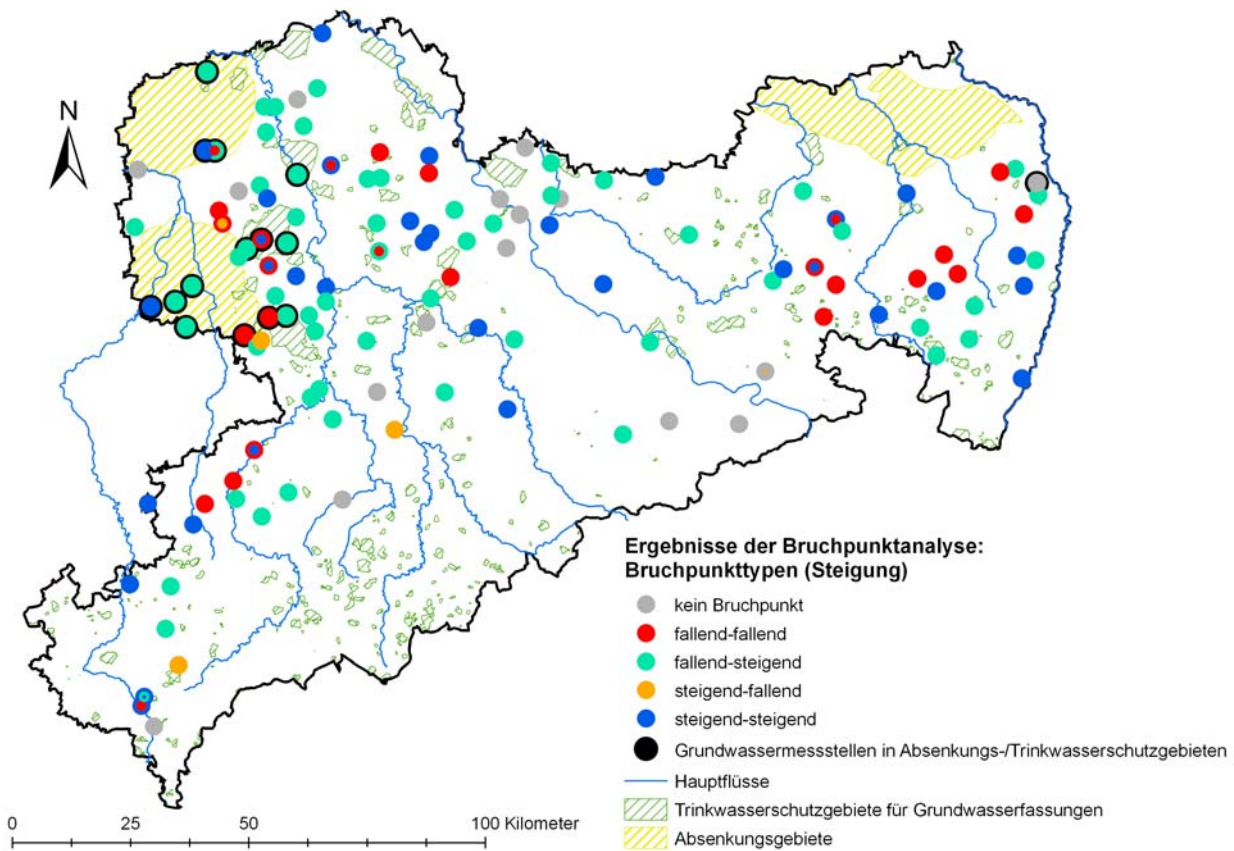 N
Ergebnisse der Bruchpunktanalyse:
Bruchpunkttypen (Steigung)
kein Bruchpunkt
fallend-fallend
fallend-steigend
steigend-fallend
steigend-steigend
Grundwassermessstellen in Absenkungs-/Trinkwasserschutzgebieten
Hauptflüsse
Trinkwasserschutzgebiete für Grundwasserfassungen
Absenkungsgebiete
0 25 50 100 Kilometer